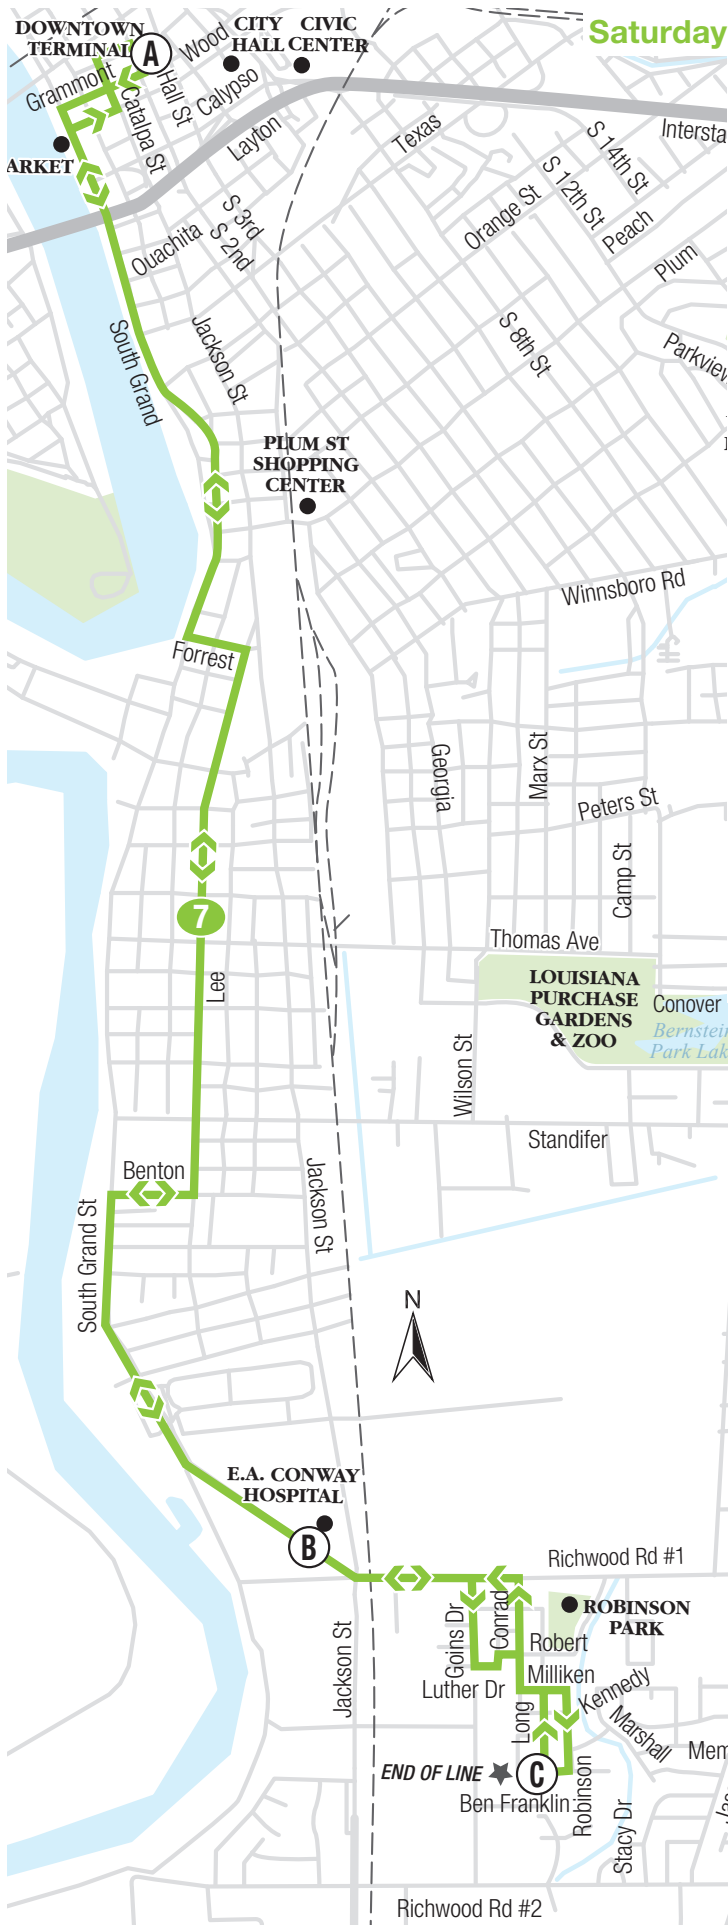 Saturday
DOWNTOWN
TERMINAL
A
Wood
CITY
HALL
CIVIC
CENTER
Grammont
Hall St
Calypso
Catalpa St
Layton
Texas
Intersta
ARKET
S 14th St
S 12th St
Orange St
Peach
Plum
Ouachita
S 3rd
S 2nd
South Grand
Jackson St
S 8th St
Parkview
PLUM ST
SHOPPING
CENTER
Winnsboro Rd
Forrest
Georgia
Marx St
Peters St
Camp St
7
Thomas Ave
Lee
LOUISIANA
PURCHASE
GARDENS
& ZOO
Conover
Bernstein
Park Lak
Wilson St
Standifer
Benton
Jackson St
South Grand St
N
E.A. CONWAY
HOSPITAL
B
Richwood Rd #1
ROBINSON
PARK
Goins Dr
Conrad
Robert
Jackson St
Luther Dr
Milliken
Long
Kennedy
Marshall
Mem
END OF LINE
C
Ben Franklin
Robinson
Stacy Dr
Richwood Rd #2